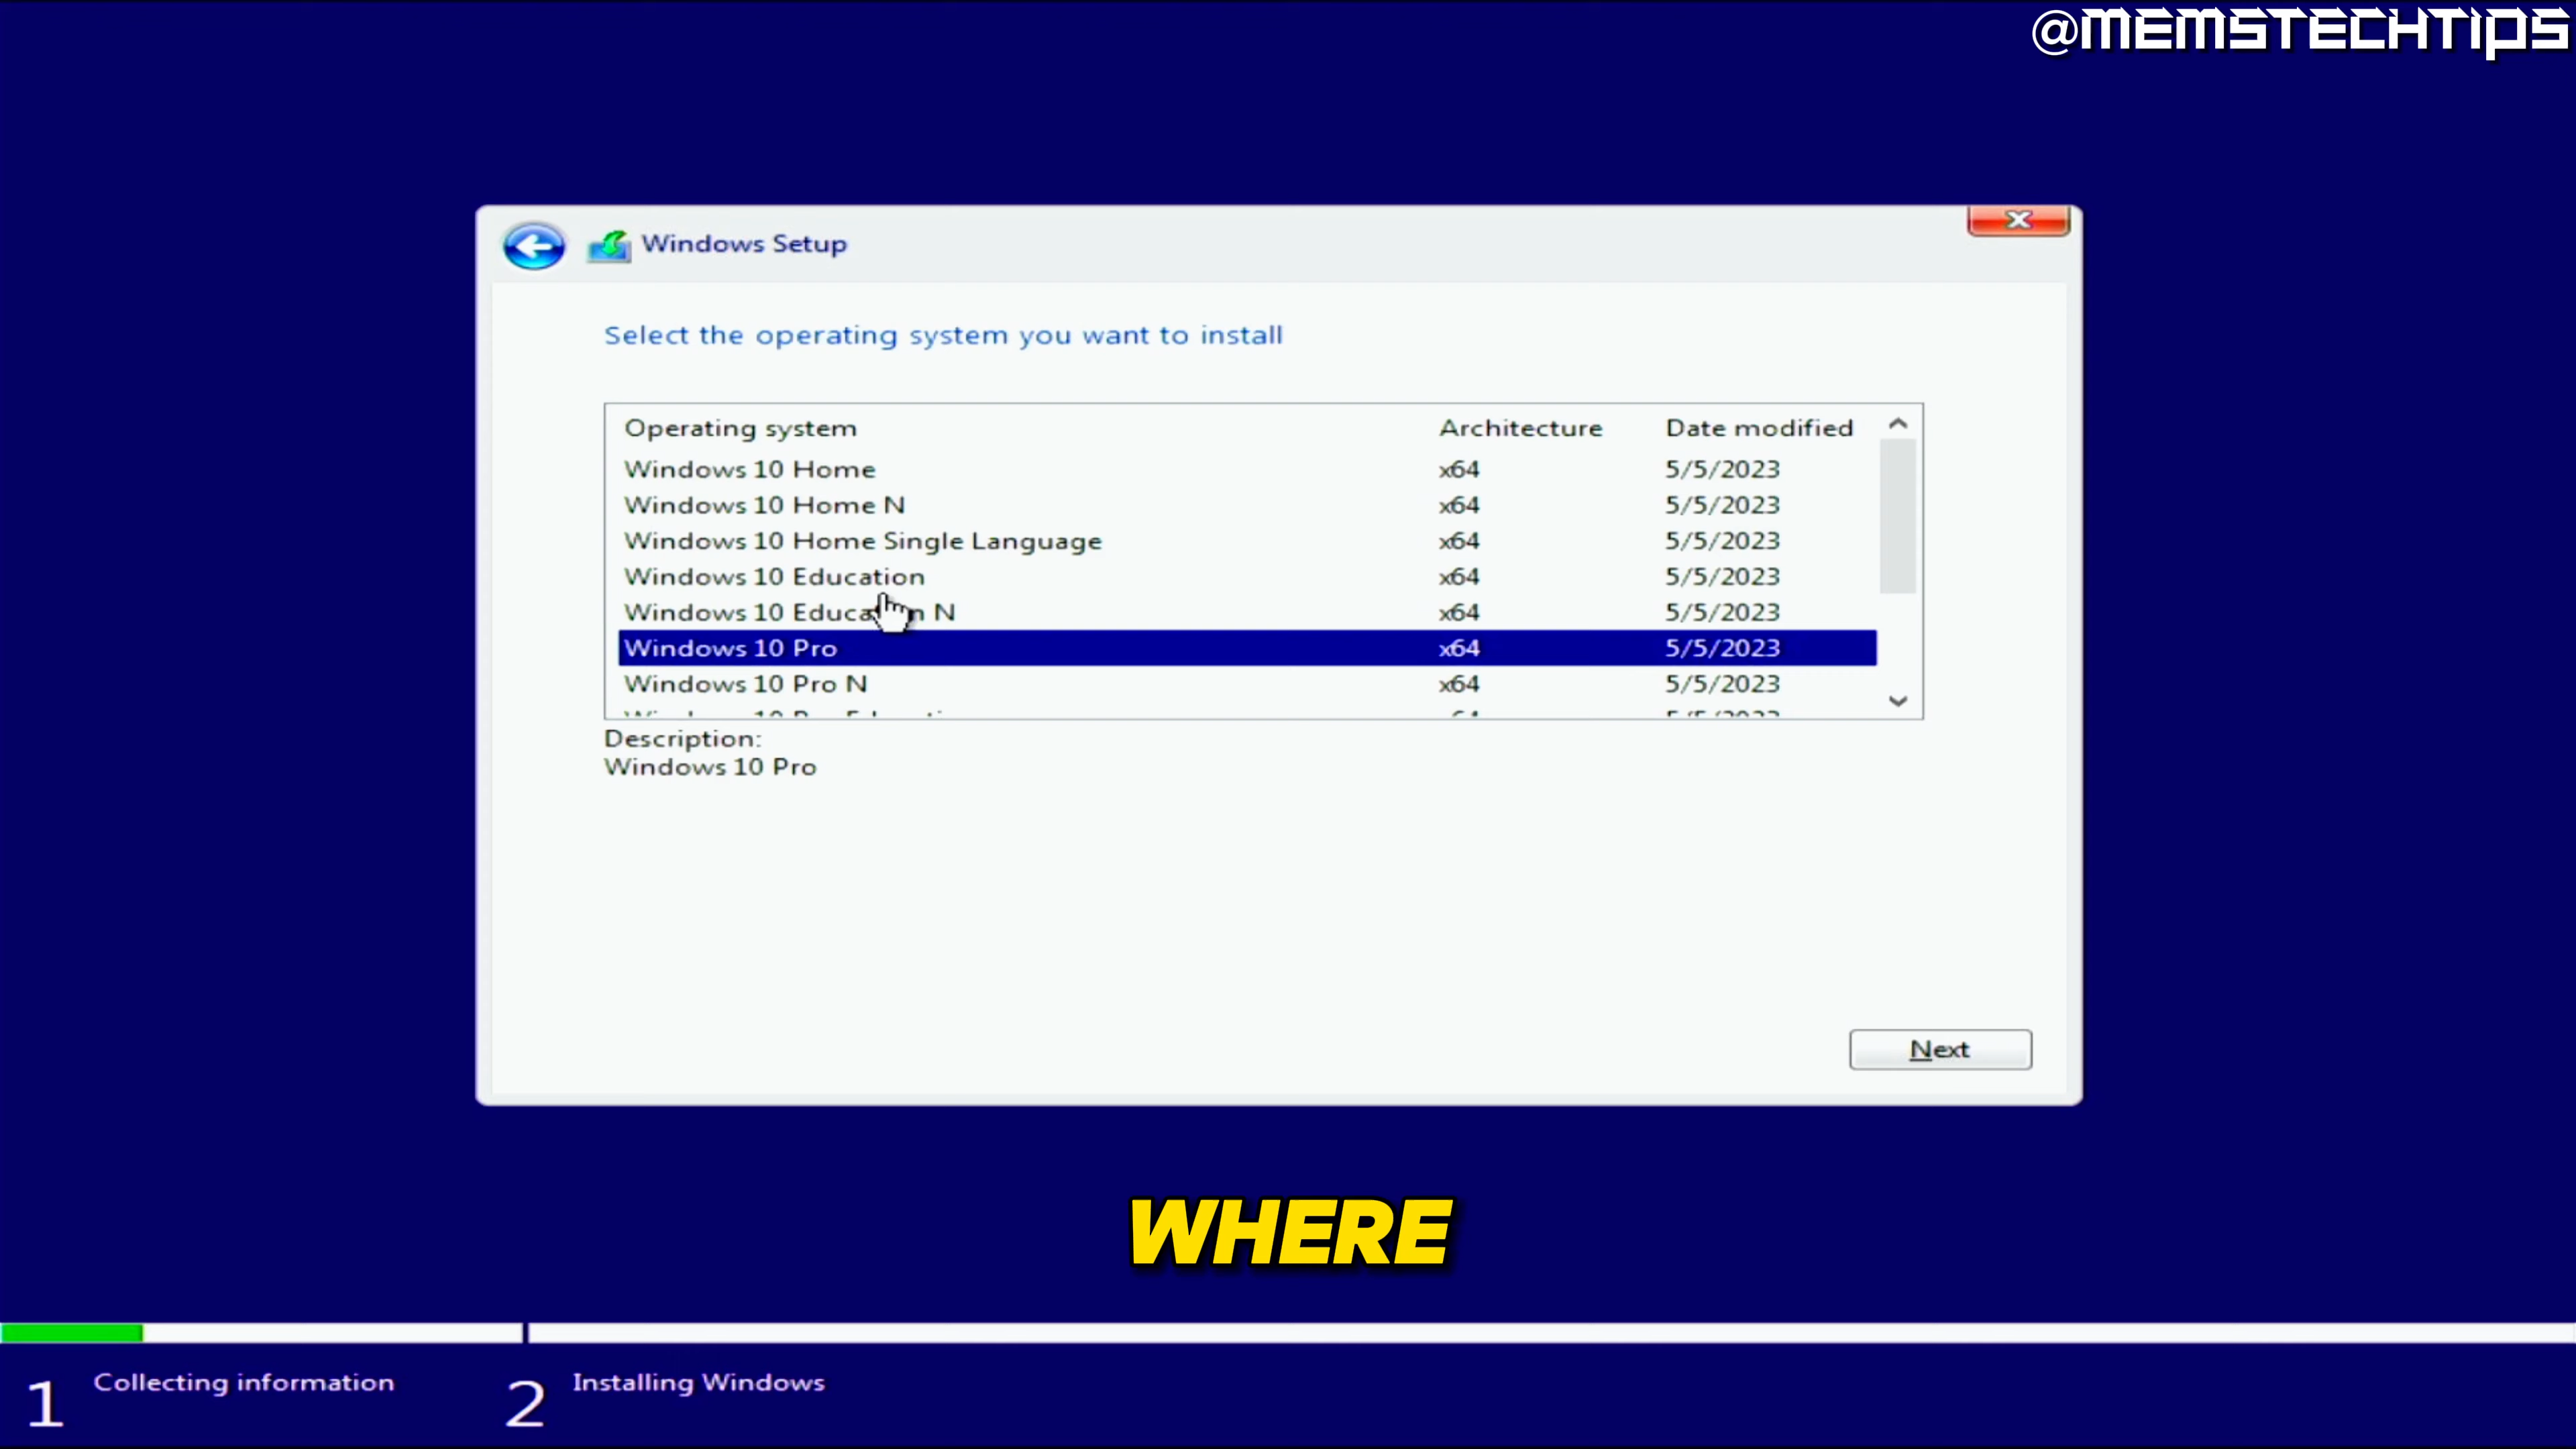 @MEMSTECHTIPS
Windows Setup
Select the operating system you want to install
Operating system Architecture Date modified
Windows 10 Home x64 5/5/2023
Windows 10 Home N x64 5/5/2023
Windows 10 Home Single Language x64 5/5/2023
Windows 10 Education x64 5/5/2023
Windows 10 Education N x64 5/5/2023
Windows 10 Pro x64 5/5/2023
Windows 10 Pro N x64 5/5/2023
Description:
Windows 10 Pro
Next
WHERE
1 Collecting information 2 Installing Windows